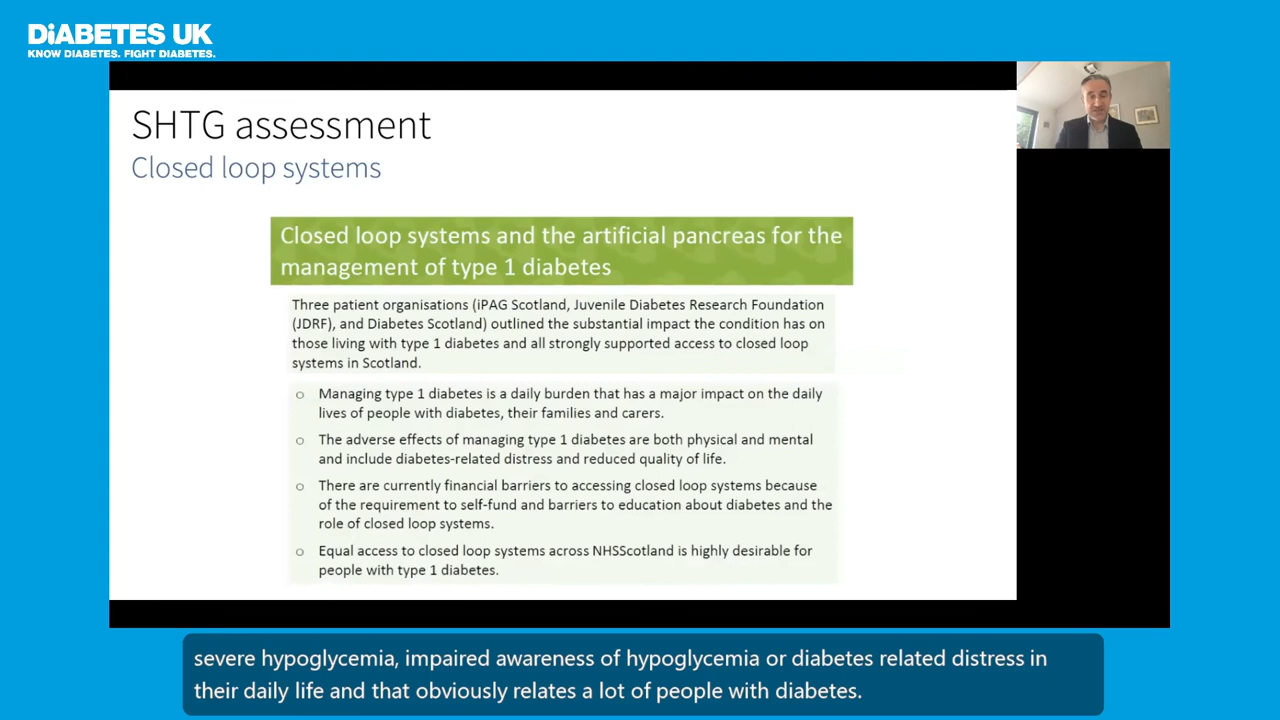 DiABETES UK
KNOW DIABETES. FIGHT DIABETES.
SHTG assessment
Closed loop systems
Closed loop systems and the artificial pancreas for the
management of type 1 diabetes
Three patient organisations (iPAG Scotland, Juvenile Diabetes Research Foundation
(JDRF), and Diabetes Scotland) outlined the substantial impact the condition has on
those living with type 1 diabetes and all strongly supported access to closed loop
systems in Scotland.
o Managing type 1 diabetes is a daily burden that has a major impact on the daily
lives of people with diabetes, their families and carers.
o The adverse effects of managing type 1 diabetes are both physical and mental
and include diabetes-related distress and reduced quality of life.
o There are currently financial barriers to accessing closed loop systems because
of the requirement to self-fund and barriers to education about diabetes and the
role of closed loop systems.
o Equal access to closed loop systems across NHSScotland is highly desirable for
people with type 1 diabetes.
severe hypoglycemia, impaired awareness of hypoglycemia or diabetes related distress in
their daily life and that obviously relates a lot of people with diabetes.